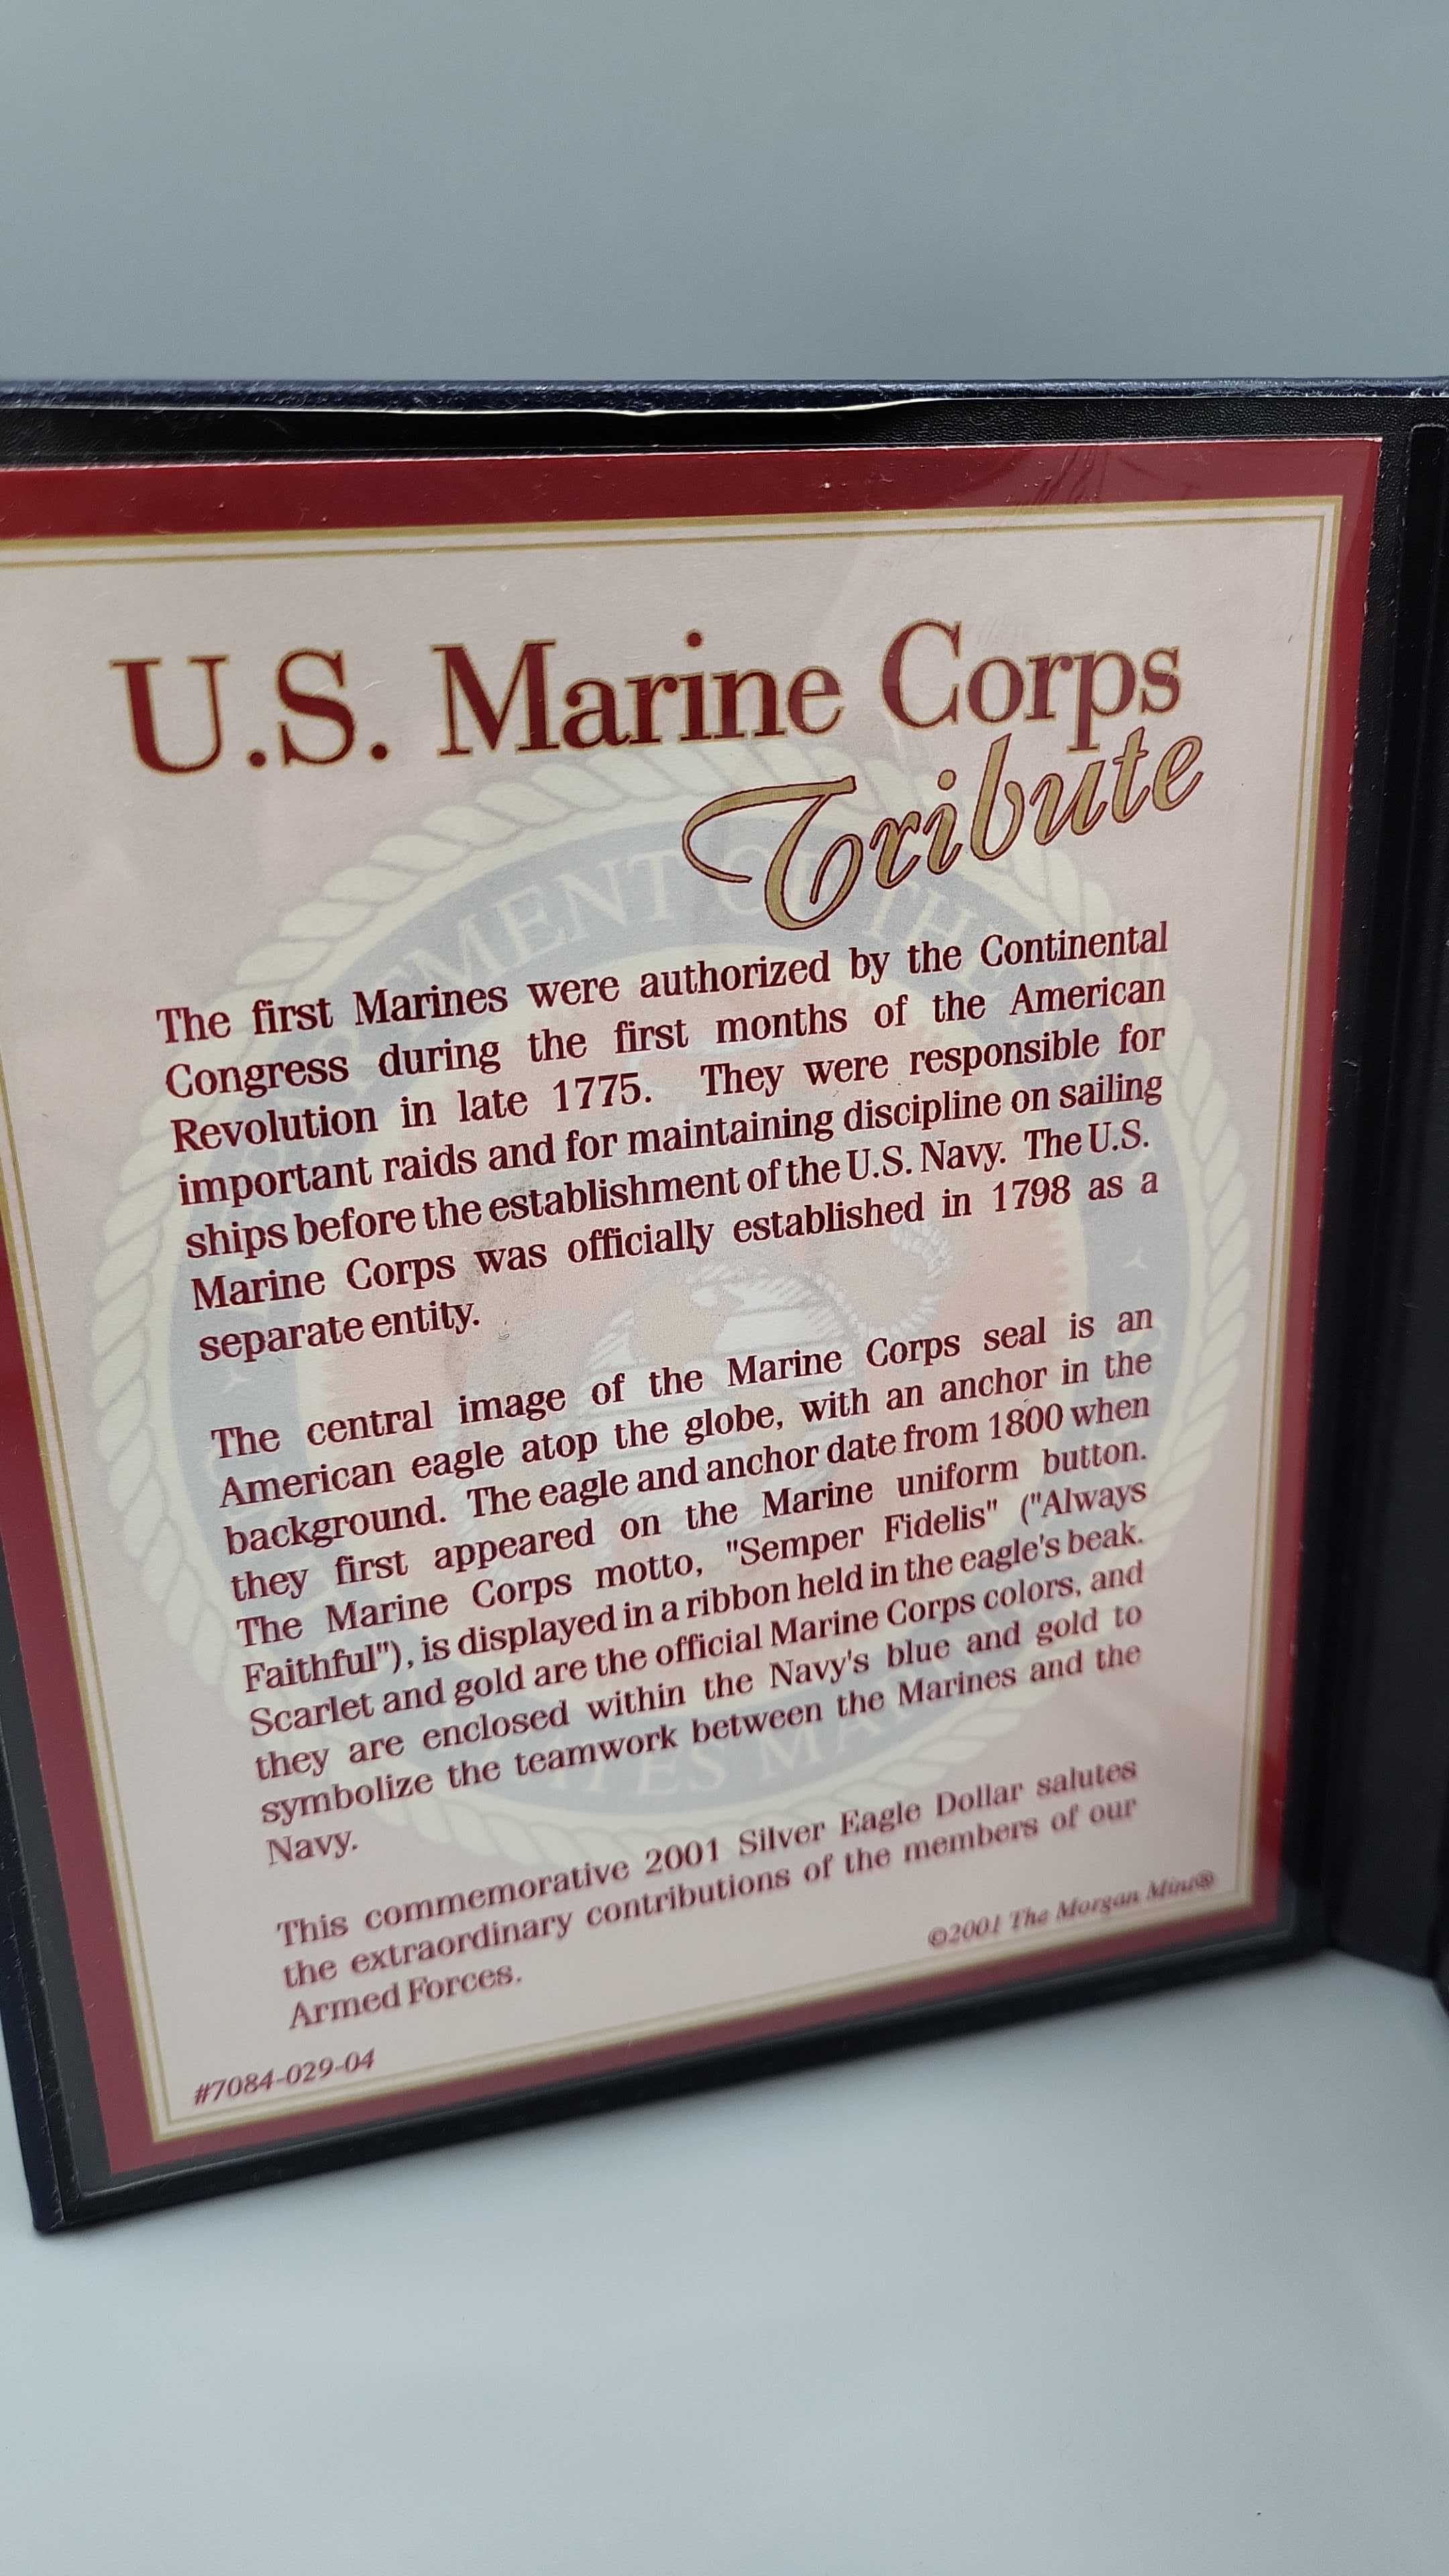 U.S. Marine Corps
Tribute
The first Marines were authorized by the Continental
Congress during the first months of the American
Revolution in late 1775. They were responsible for
important raids and for maintaining discipline on sailing
ships before the establishment of the U.S. Navy. The U.S.
Marine Corps was officially established in 1798 as a
separate entity.
The central image of the Marine Corps seal is an
American eagle atop the globe, with an anchor in the
background. The eagle and anchor date from 1800 when
they first appeared on the Marine uniform button.
The Marine Corps motto, "Semper Fidelis" ("Always
Faithful"), is displayed in a ribbon held in the eagle's beak.
Scarlet and gold are the official Marine Corps colors, and
they are enclosed within the Navy's blue and gold to
symbolize the teamwork between the Marines and the
Navy.
This commemorative 2001 Silver Eagle Dollar salutes
the extraordinary contributions of the members of our
Armed Forces.
©2001 The Morgan Mint®
#7084-029-04